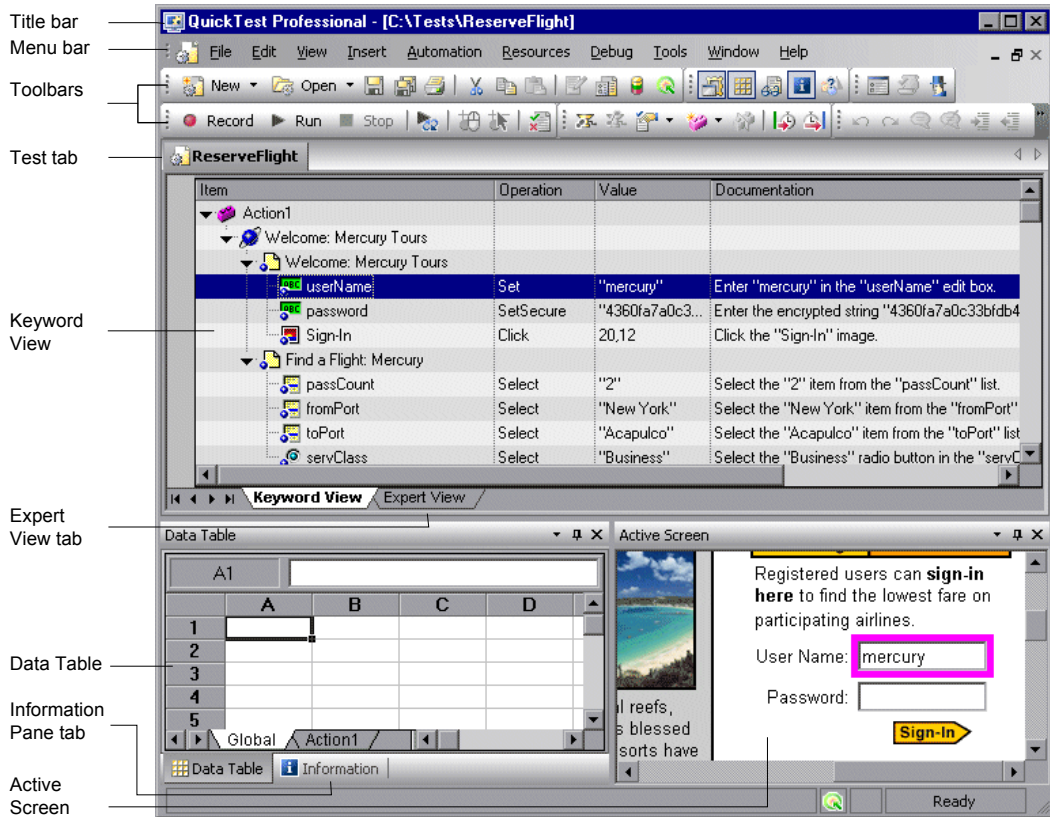 Title bar
QuickTest Professional - [C:\Tests\ReserveFlight]
Menu bar
File Edit View Insert Automation Resources Debug Tools Window Help
Toolbars
New Open
Record Run Stop
Test tab
ReserveFlight
Item Operation Value Documentation
Action1
Welcome: Mercury Tours
Welcome: Mercury Tours
userName Set "mercury" Enter "mercury" in the "userName" edit box.
password SetSecure "4360fa7a0c3... Enter the encrypted string "4360fa7a0c33bfdb4
Keyword
View
Sign-In Click 20,12 Click the "Sign-In" image.
Find a Flight: Mercury
passCount Select "2" Select the "2" item from the "passCount" list.
fromPort Select "New York" Select the "New York" item from the "fromPort"
toPort Select "Acapulco" Select the "Acapulco" item from the "toPort" list
servClass Select "Business" Select the "Business" radio button in the "servC
Keyword View Expert View
Expert
View tab
Data Table
A1
A B C D
1
2
3
4
5
Global Action1
Data Table Information
Active Screen
Registered users can sign-in
here to find the lowest fare on
participating airlines.
User Name: mercury
Password:
Sign-In
l reefs,
s blessed
sorts have
Data Table
Information
Pane tab
Active
Screen
Ready